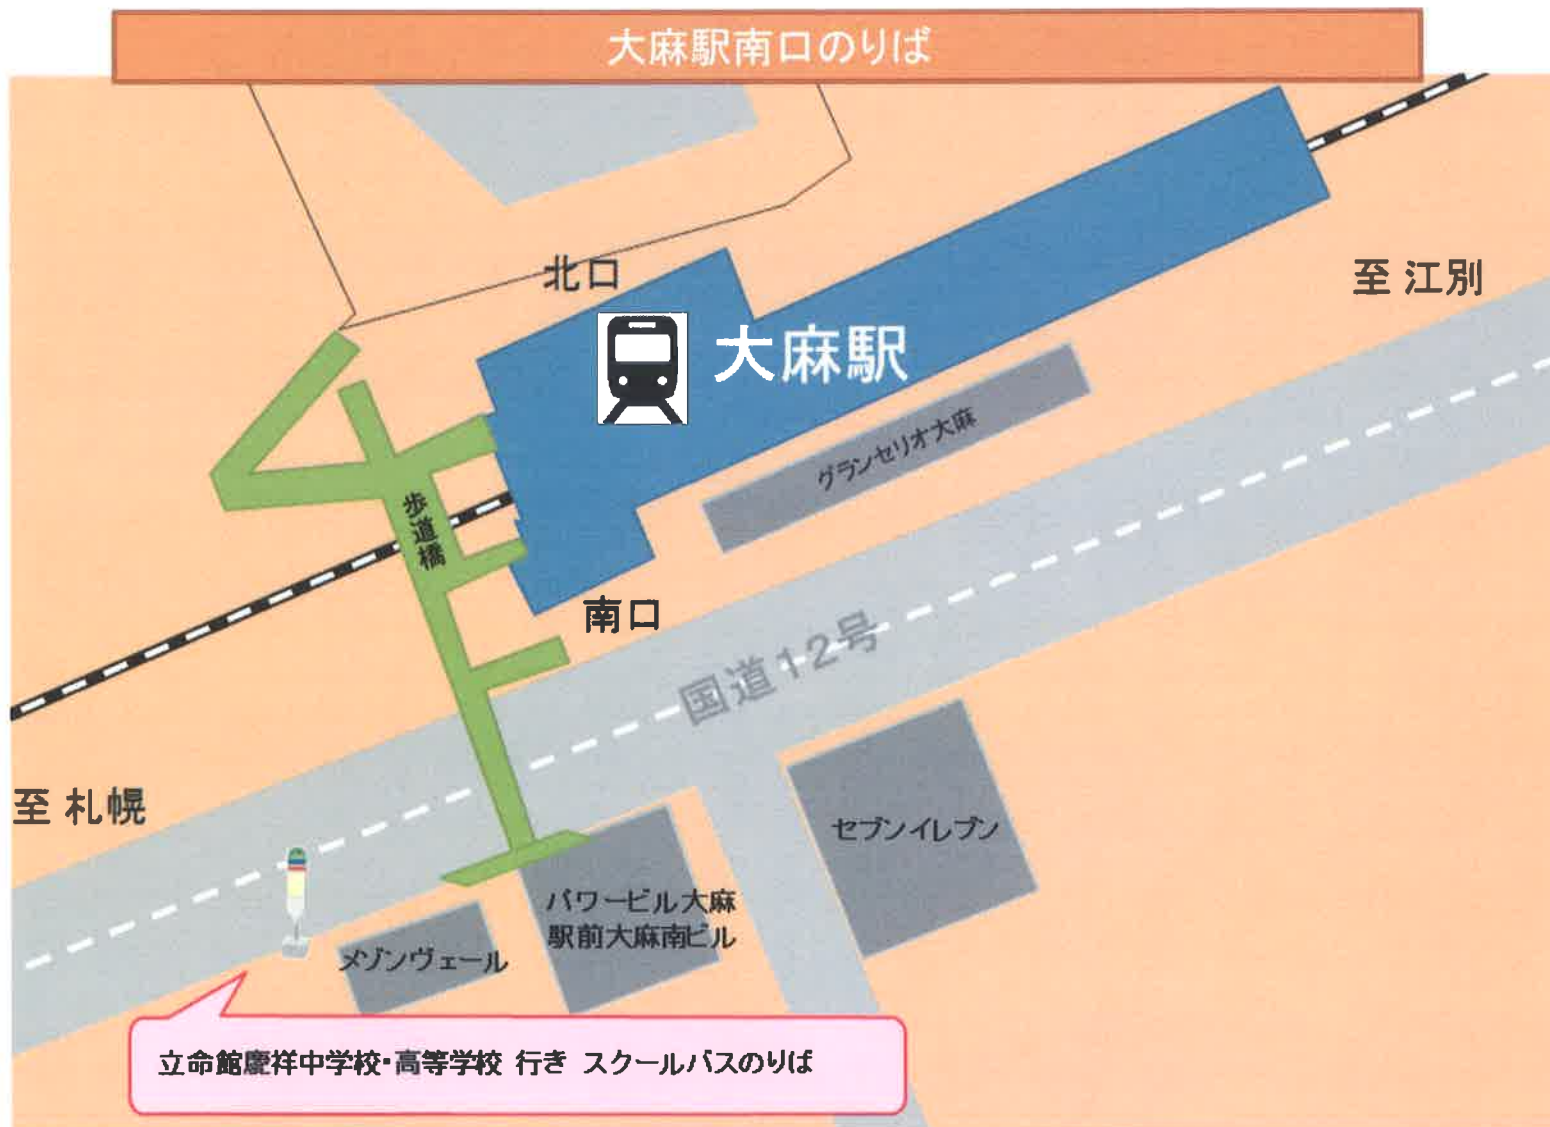 大麻駅南口のりば
北口
至 江別
大麻駅
グランセリオ大麻
歩道橋
南口
国道12号
至 札幌
セブンイレブン
パワービル大麻
駅前大麻南ビル
メゾンヴェール
立命館慶祥中学校・高等学校 行き スクールバスのりば